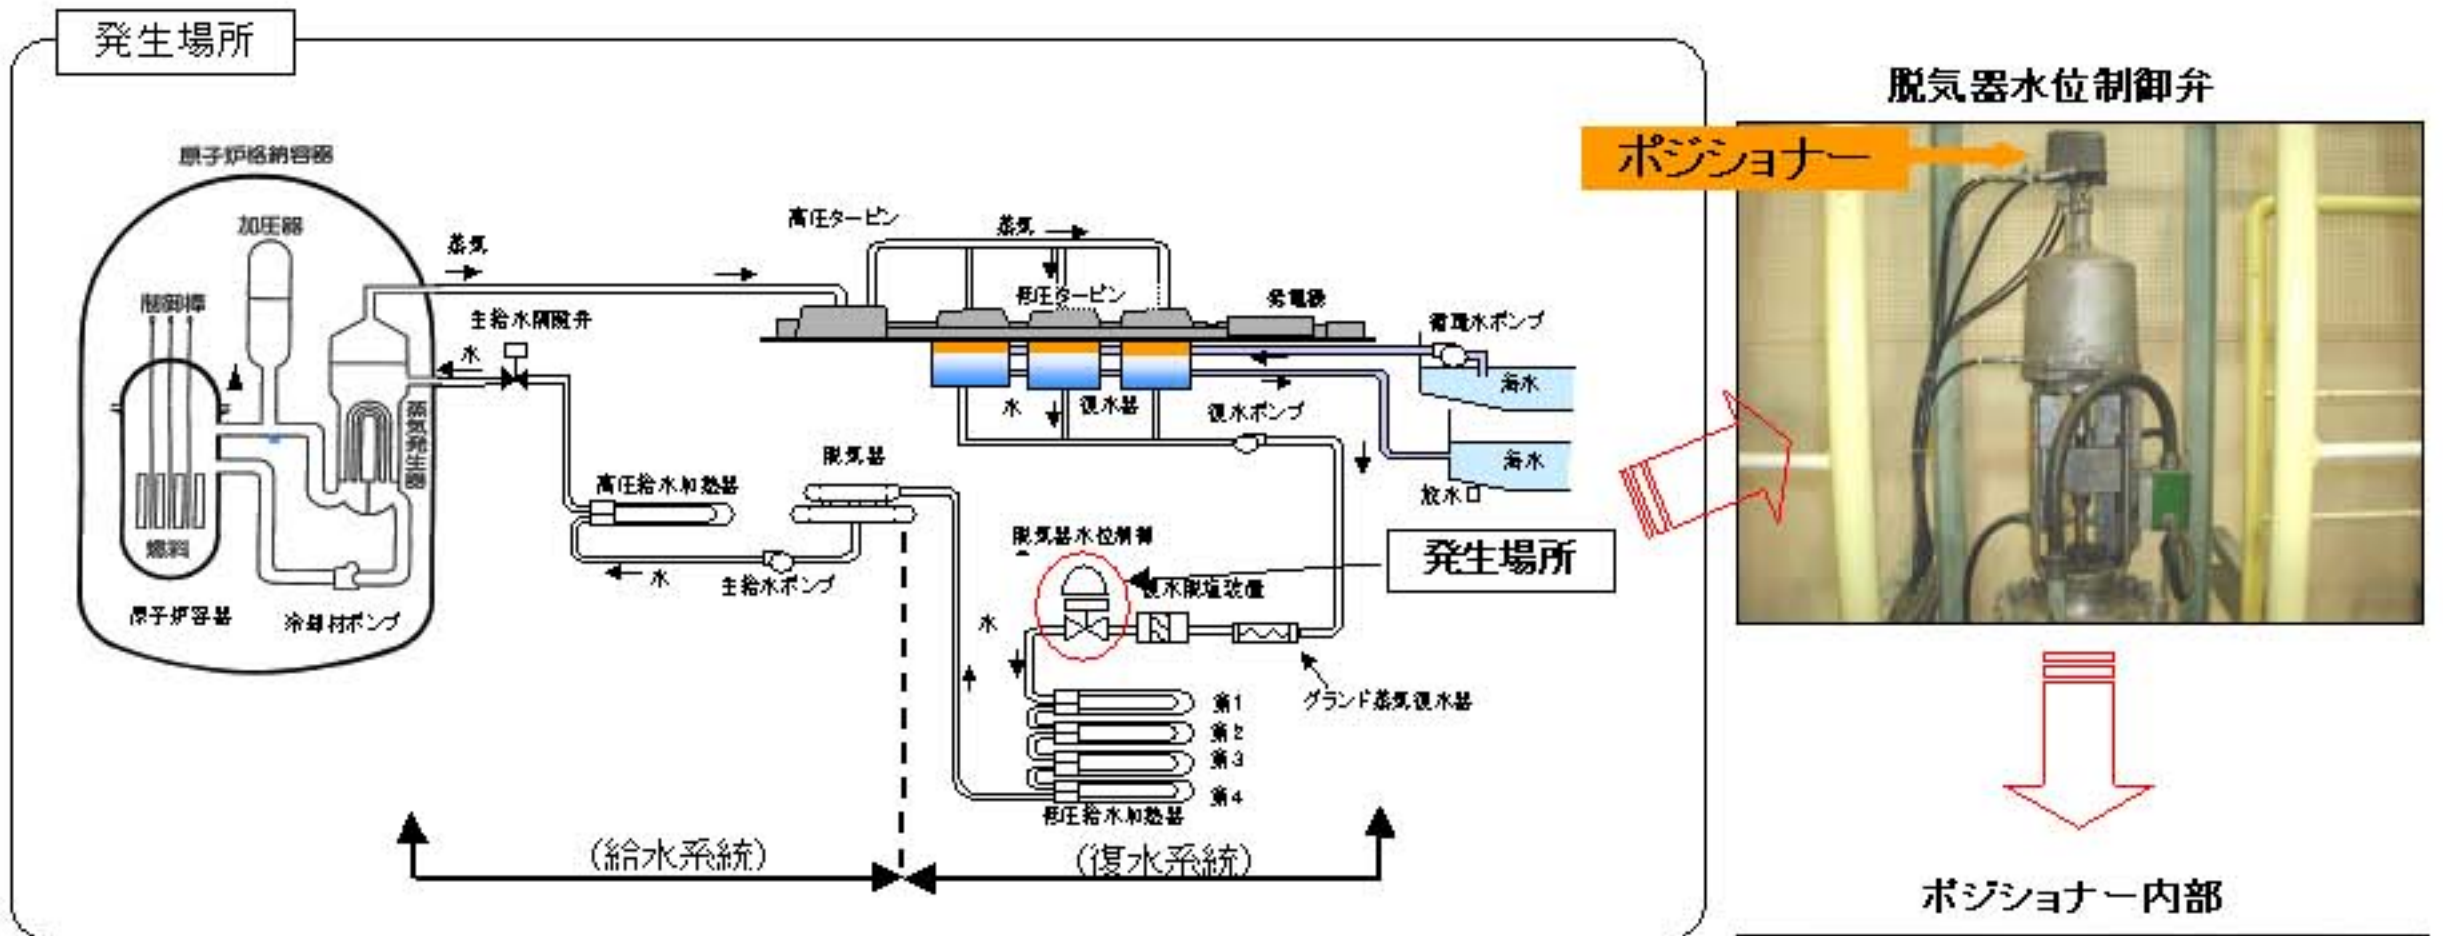 発生場所
脱気器水位制御弁
ポジショナー
原子炉格納容器
加圧器
制御棒
燃料
原子炉容器
冷却材ポンプ
蒸気発生器
蒸気
主給水隔離弁
水
高圧タービン
蒸気
低圧タービン
発電機
循環水ポンプ
海水
水
復水器
復水ポンプ
海水
放水口
脱気器
高圧給水加熱器
水
主給水ポンプ
脱気器水位制御
発生場所
復水脱塩装置
水
グランド蒸気復水器
第1
第2
第3
第4
低圧給水加熱器
(給水系統)
(復水系統)
ポジショナー内部